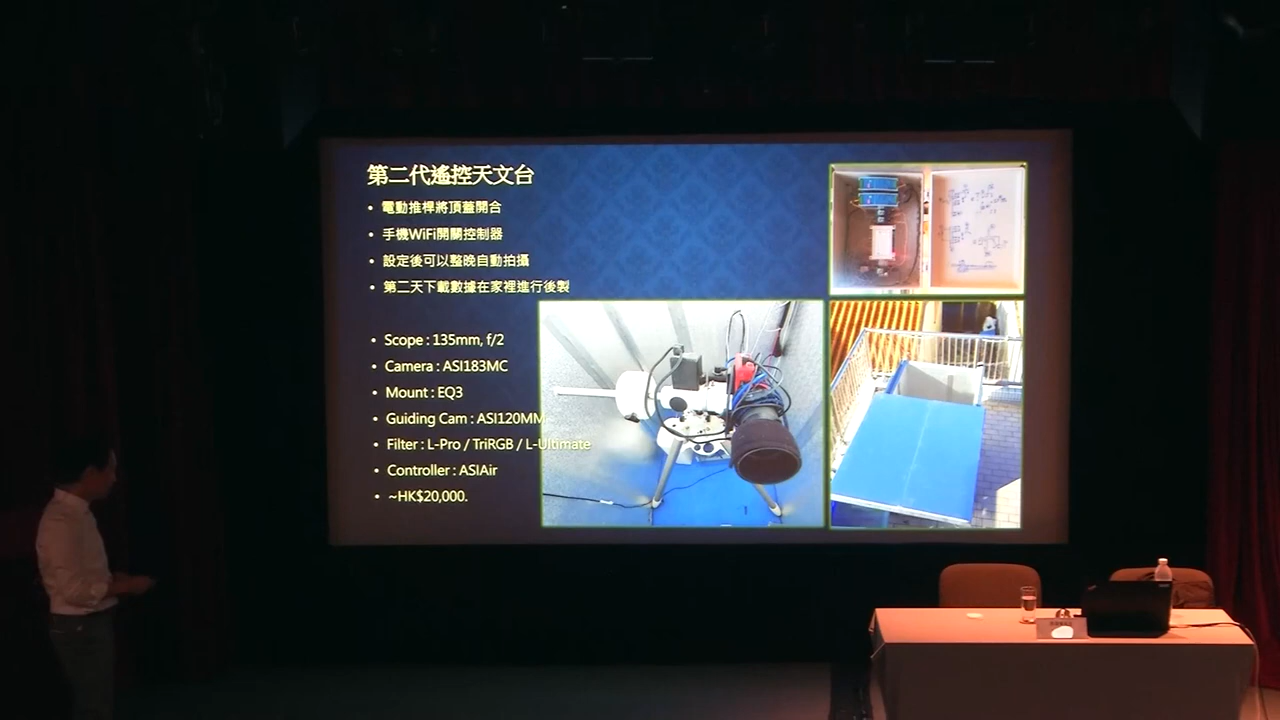 第二代遙控天文台
• 電動推桿將頂蓋開合
• 手機WiFi開關控制器
• 設定後可以整晚自動拍攝
• 第二天下載數據在家裡進行後製
• Scope : 135mm, f/2
• Camera : ASI183MC
• Mount : EQ3
• Guiding Cam : ASI120MM
• Filter : L-Pro / TriRGB / L-Ultimate
• Controller : ASIAir
• ~HK$20,000.